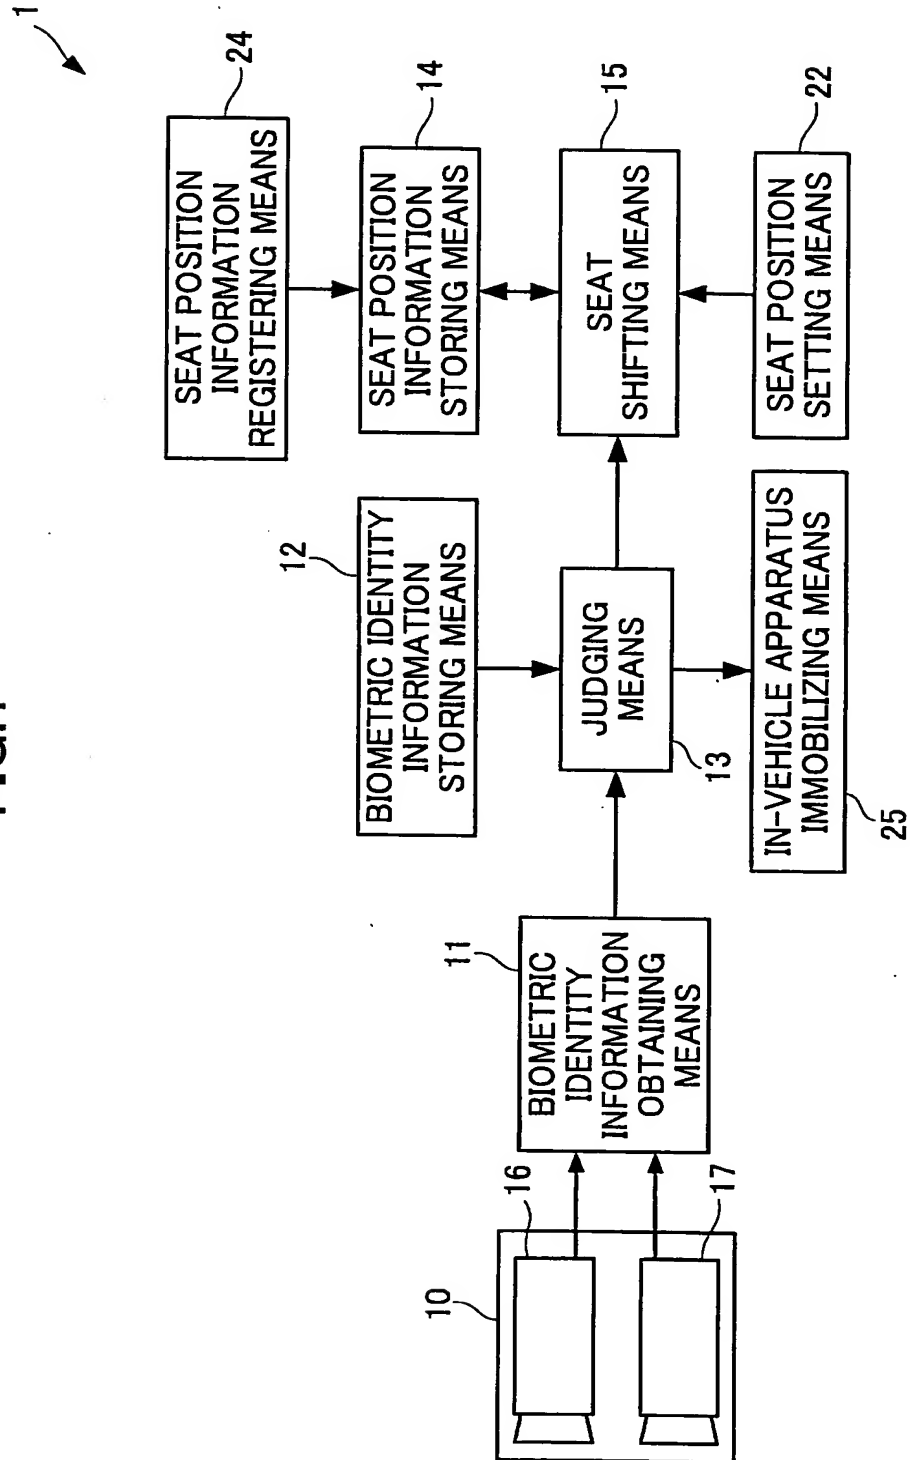 1
24
SEAT POSITION
INFORMATION
REGISTERING MEANS
14
SEAT POSITION
INFORMATION
STORING MEANS
15
SEAT
SHIFTING MEANS
22
SEAT POSITION
SETTING MEANS
12
BIOMETRIC IDENTITY
INFORMATION
STORING MEANS
JUDGING
MEANS
13
IN-VEHICLE APPARATUS
IMMOBILIZING MEANS
25
11
BIOMETRIC
IDENTITY
INFORMATION
OBTAINING
MEANS
10
16
17